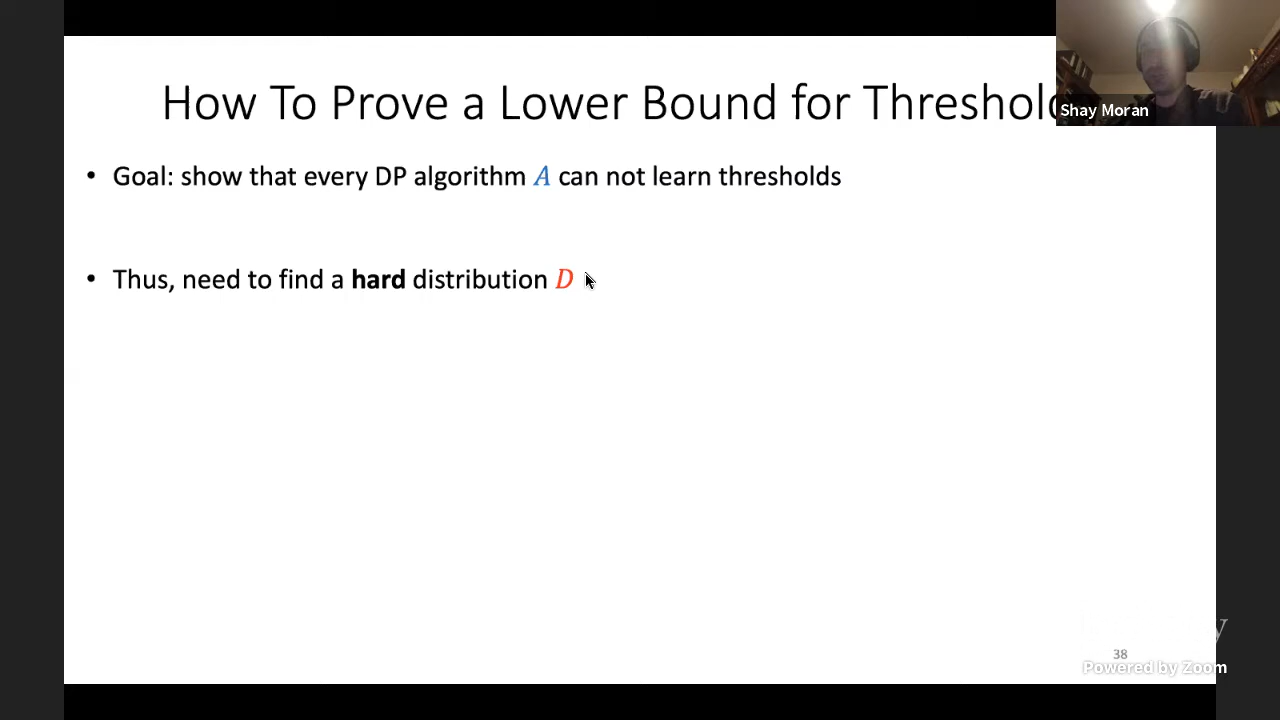 How To Prove a Lower Bound for Threshol
Shay Moran
• Goal: show that every DP algorithm A can not learn thresholds
• Thus, need to find a hard distribution D
38
Powered by Zoom